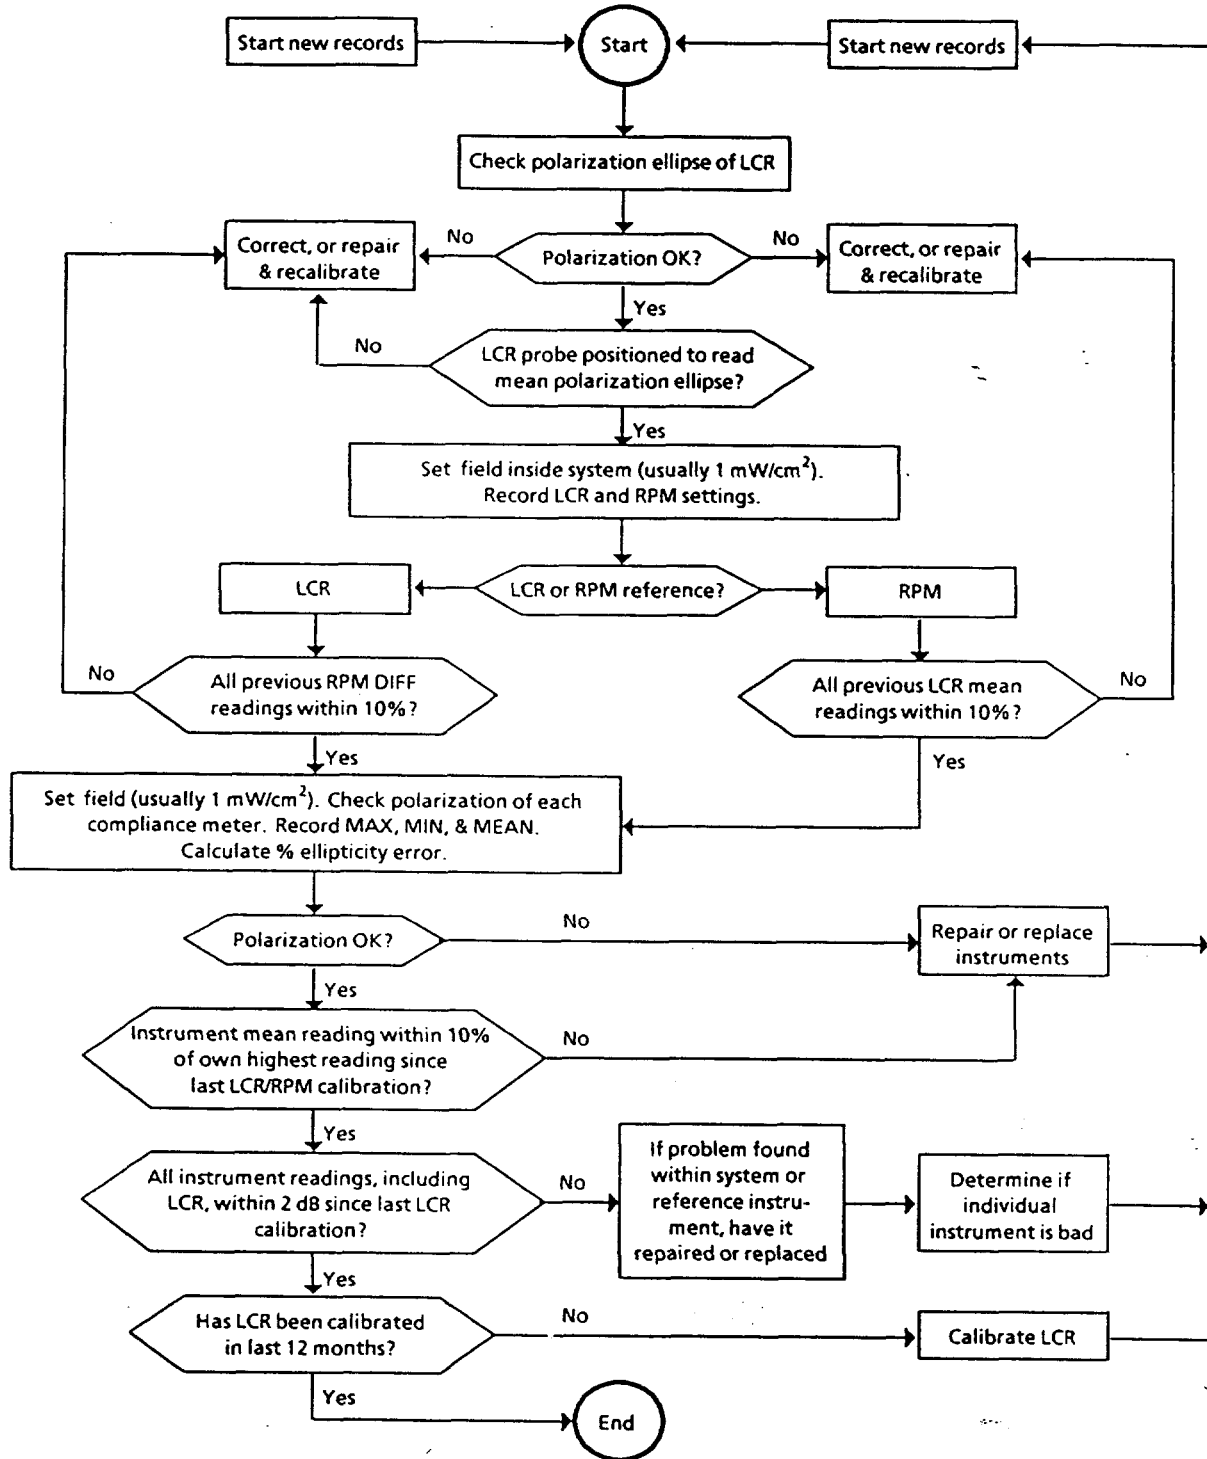 Start new records
Start
Start new records
Check polarization ellipse of LCR
Correct, or repair
& recalibrate
No
Polarization OK?
No
Correct, or repair
& recalibrate
Yes
No
LCR probe positioned to read
mean polarization ellipse?
Yes
Set field inside system (usually 1 mW/cm²).
Record LCR and RPM settings.
LCR
LCR or RPM reference?
RPM
No
All previous RPM DIFF
readings within 10%?
All previous LCR mean
readings within 10%?
No
Yes
Yes
Set field (usually 1 mW/cm²). Check polarization of each
compliance meter. Record MAX, MIN, & MEAN.
Calculate % ellipticity error.
Polarization OK?
No
Repair or replace
instruments
Yes
Instrument mean reading within 10%
of own highest reading since
last LCR/RPM calibration?
No
Yes
All instrument readings, including
LCR, within 2 dB since last LCR
calibration?
No
If problem found
within system or
reference instru-
ment, have it
repaired or replaced
Determine if
individual
instrument is bad
Yes
Has LCR been calibrated
in last 12 months?
No
Calibrate LCR
Yes
End